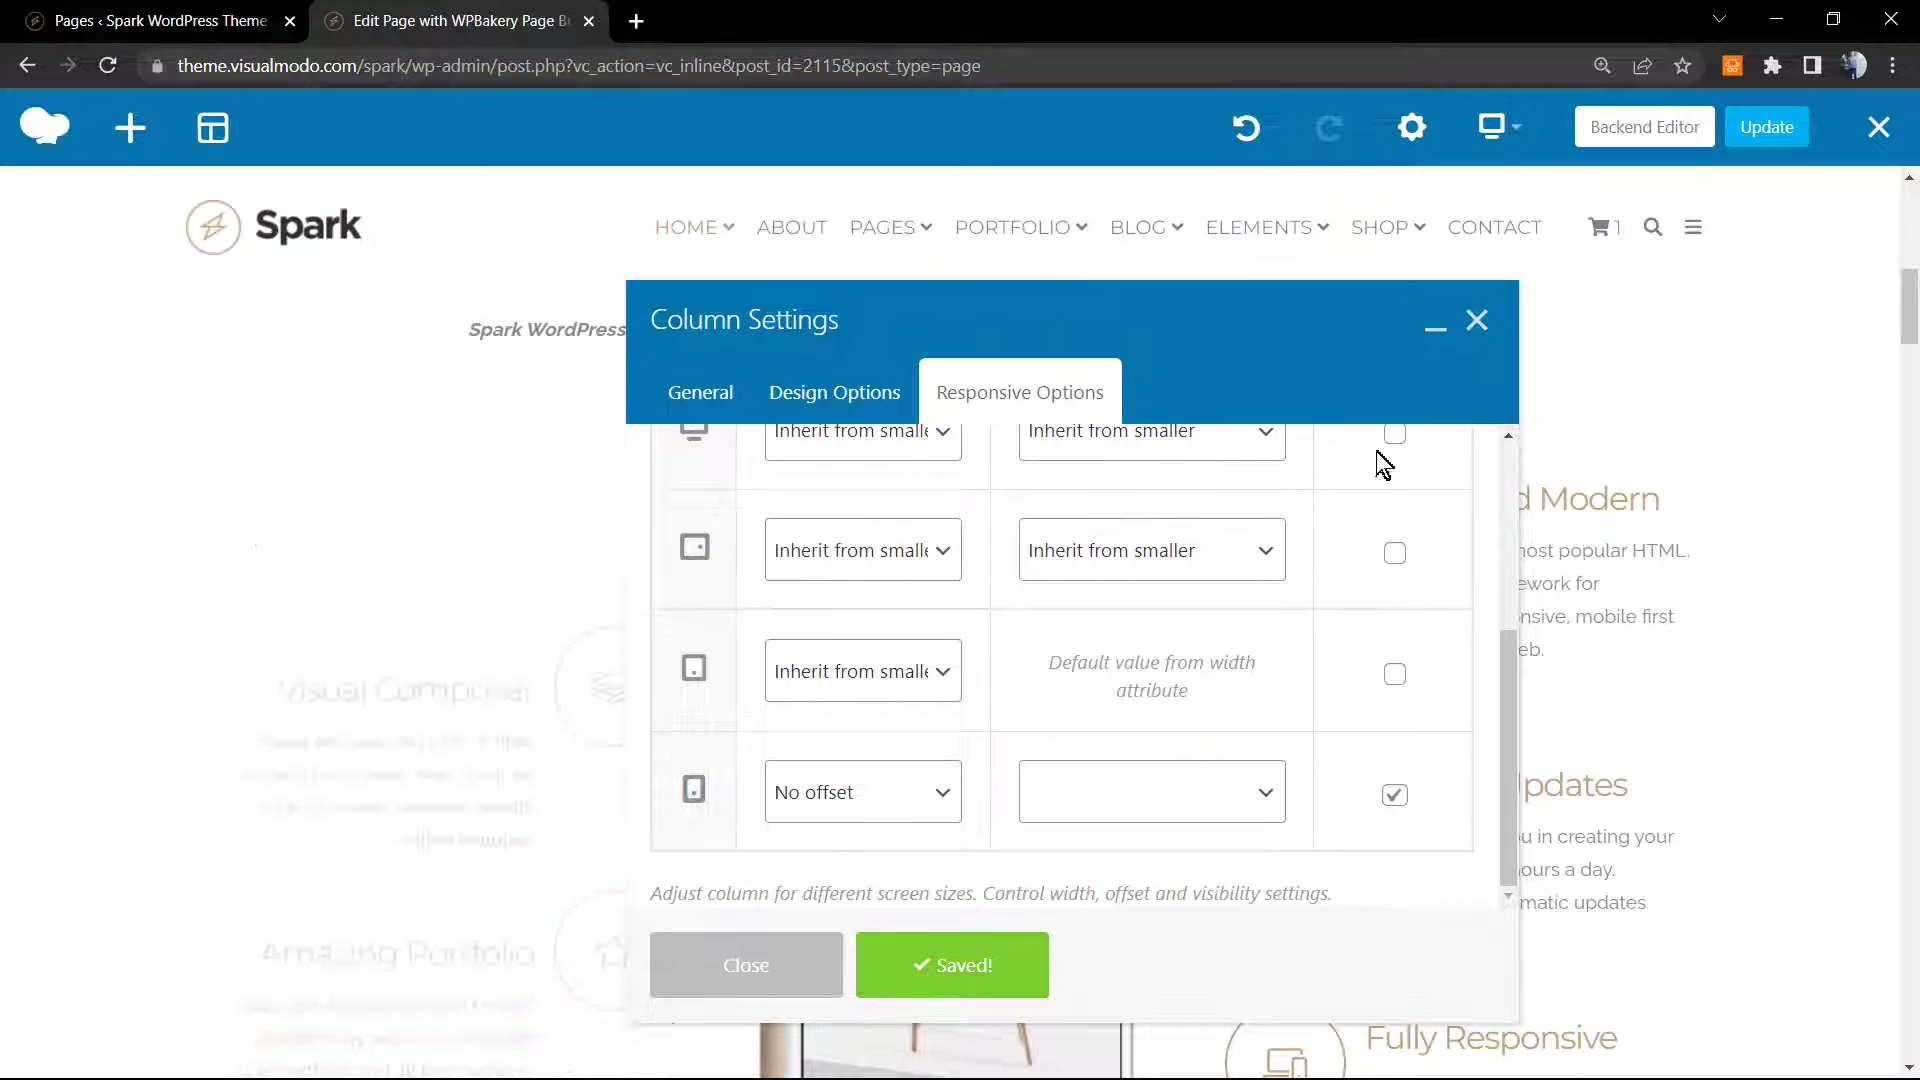 Pages ‹ Spark WordPress Theme
Edit Page with WPBakery Page B
theme.visualmodo.com/spark/wp-admin/post.php?vc_action=vc_inline&post_id=2115&post_type=page
Backend Editor
Update
Spark
HOME
ABOUT
PAGES
PORTFOLIO
BLOG
ELEMENTS
SHOP
CONTACT
1
Spark WordPress
Column Settings
General
Design Options
Responsive Options
Inherit from smalle
Inherit from smaller
Inherit from smalle
Inherit from smaller
Inherit from smalle
Default value from width
attribute
No offset
Adjust column for different screen sizes. Control width, offset and visibility settings.
Close
Saved!
d Modern
nost popular HTML,
ework for
nsive, mobile first
eb.
Visual Composer
Amazing Portfolio
pdates
u in creating your
ours a day.
matic updates.
Fully Responsive